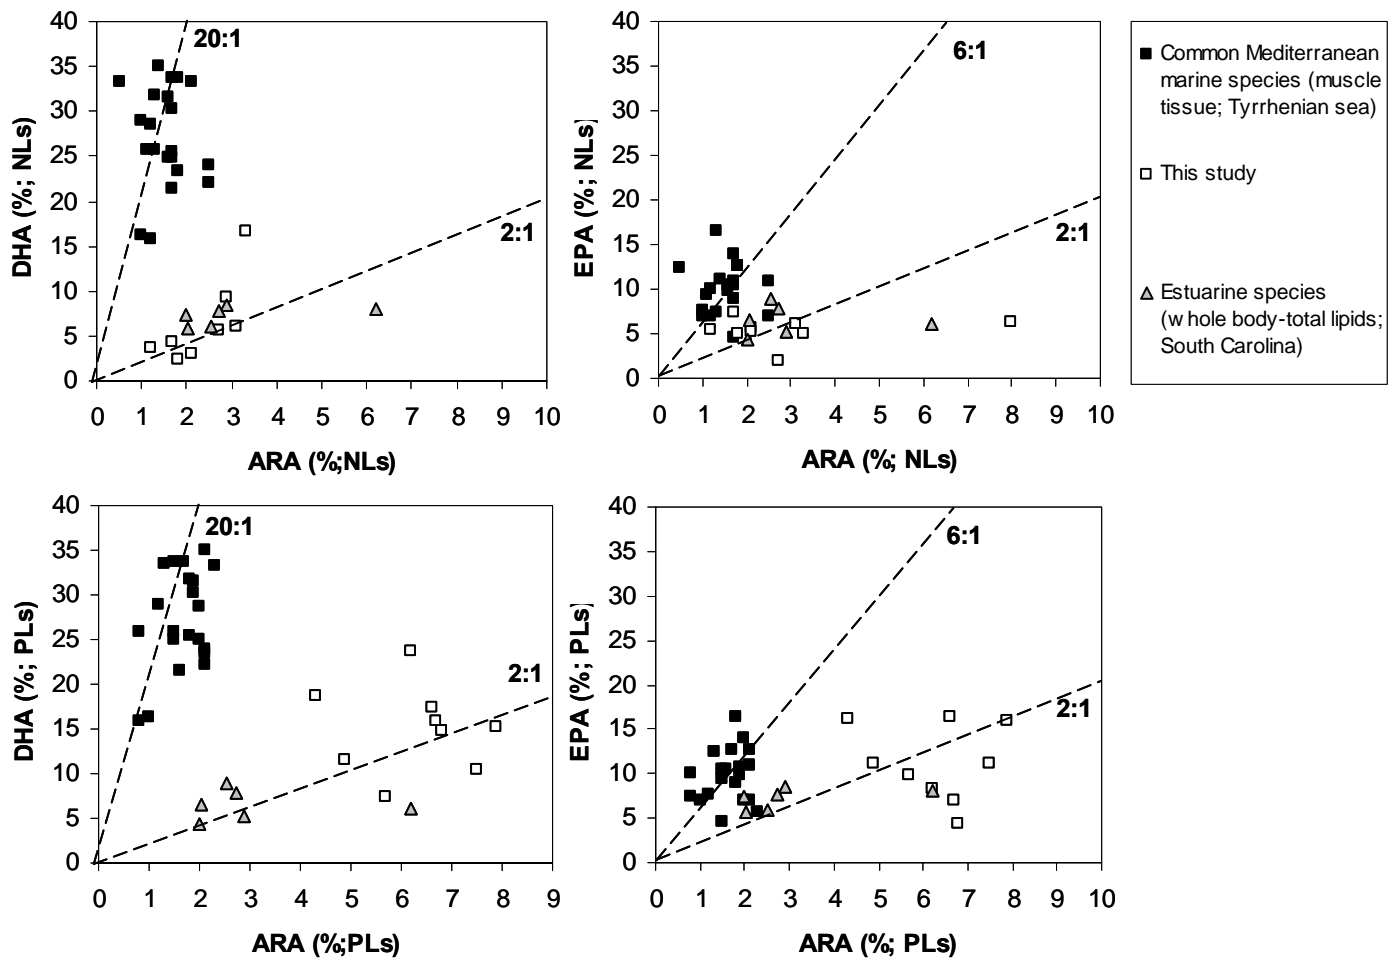 40
35
30
25
20
15
10
5
0
DHA (%; NLs)
20:1
2:1
0 1 2 3 4 5 6 7 8 9 10
ARA (%;NLs)
40
35
30
25
20
15
10
5
0
EPA (%; NLs)
6:1
2:1
0 1 2 3 4 5 6 7 8 9 10
ARA (%; NLs)
Common Mediterranean
marine species (muscle
tissue; Tyrrhenian sea)
This study
Estuarine species
(whole body-total lipids;
South Carolina)
40
35
30
25
20
15
10
5
0
DHA (%; PLs)
20:1
2:1
0 1 2 3 4 5 6 7 8 9
ARA (%;PLs)
40
35
30
25
20
15
10
5
0
EPA (%; PLs)
6:1
2:1
0 1 2 3 4 5 6 7 8 9 10
ARA (%; PLs)